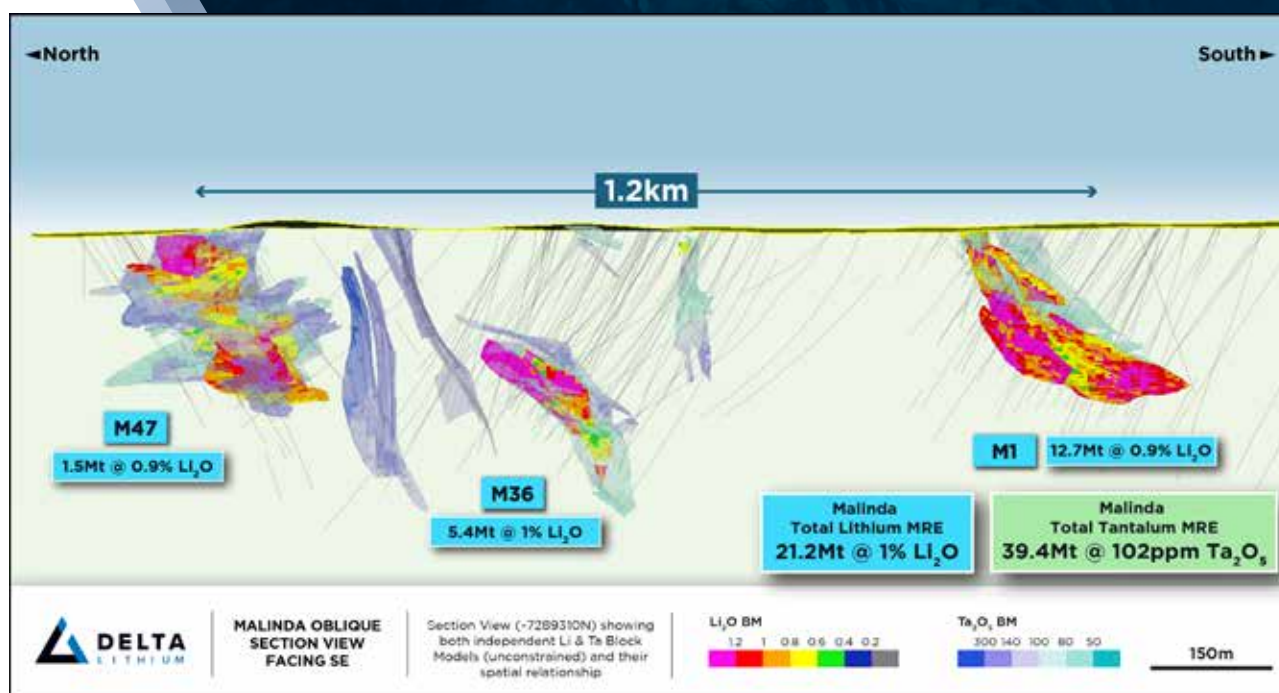 ◄North
South►
1.2km
M47
1.5Mt @ 0.9% Li₂O
M36
5.4Mt @ 1% Li₂O
M1
12.7Mt @ 0.9% Li₂O
Malinda
Total Lithium MRE
21.2Mt @ 1% Li₂O
Malinda
Total Tantalum MRE
39.4Mt @ 102ppm Ta₂O₅
DELTA
LITHIUM
MALINDA OBLIQUE
SECTION VIEW
FACING SE
Section View (-7289310N) showing
both independent Li & Ta Block
Models (unconstrained) and their
spatial relationship
Li₂O BM
1.2 1 0.8 0.6 0.4 0.2
Ta₂O₅ BM
300 140 100 80 50
150m